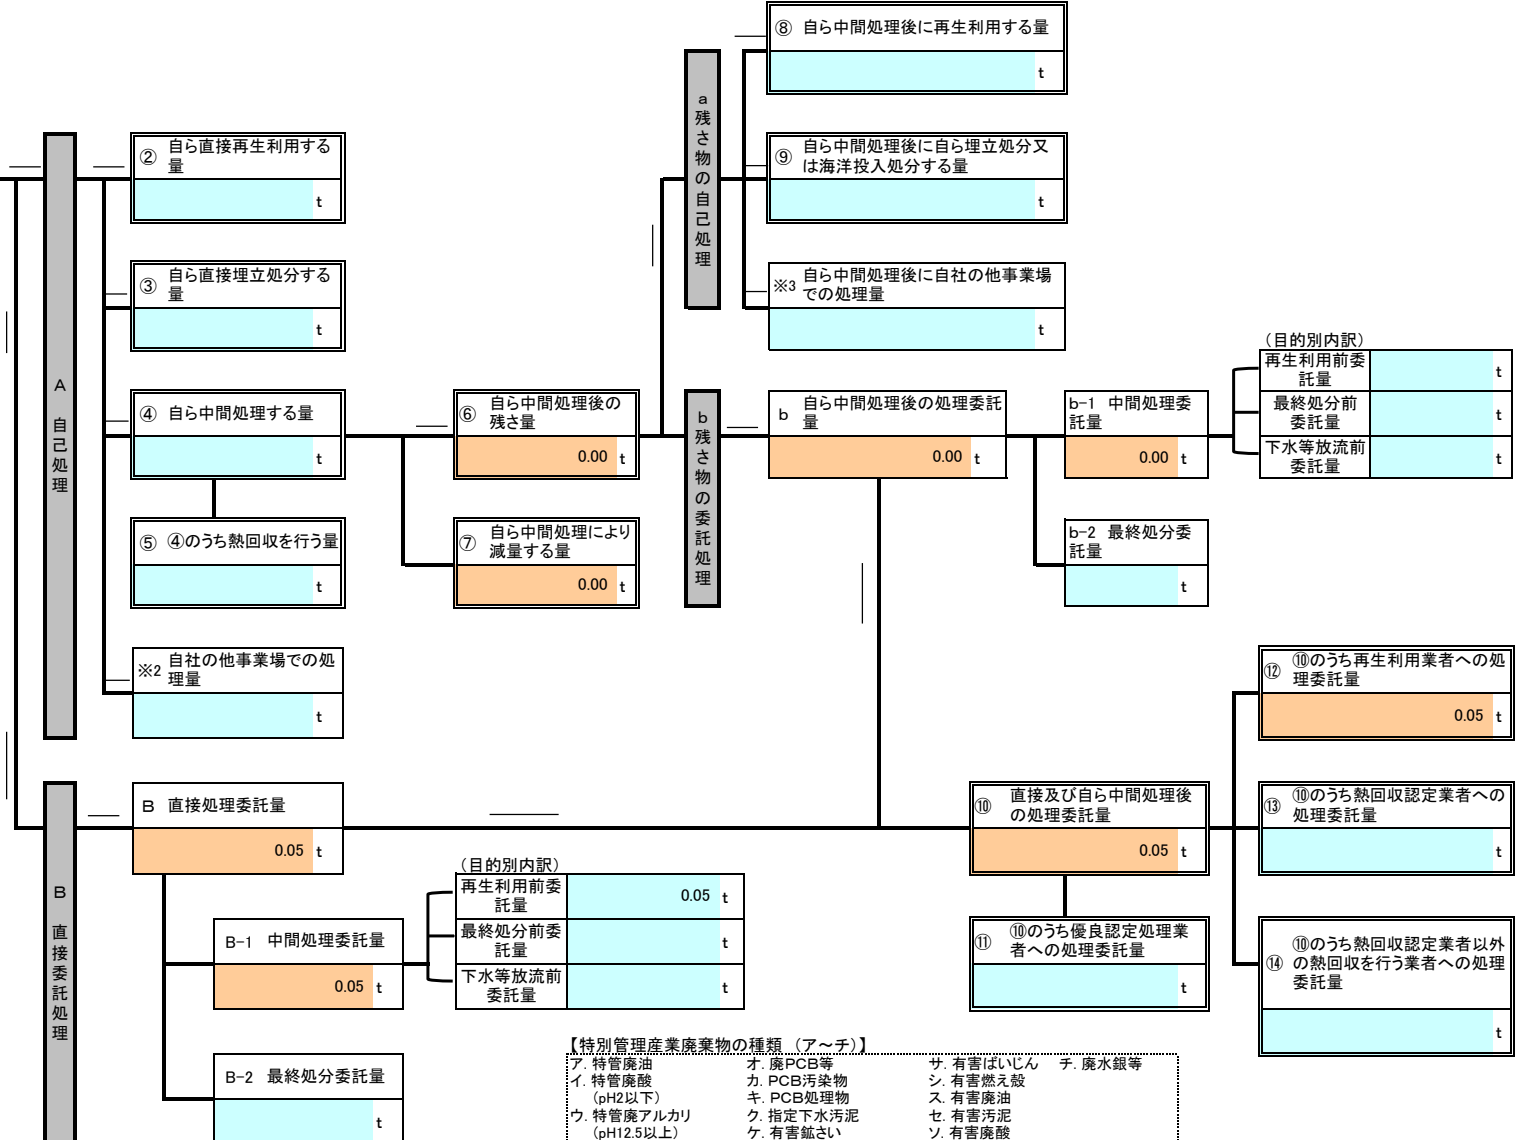 ⑧ 自ら中間処理後に再生利用する量
t
a 残さ物の自己処理
② 自ら直接再生利用する
量
t
⑨ 自ら中間処理後に自ら埋立処分又
は海洋投入処分する量
t
③ 自ら直接埋立処分する
量
t
※3 自ら中間処理後に自社の他事業場
での処理量
t
A 自己処理
④ 自ら中間処理する量
t
⑥ 自ら中間処理後の
残さ量
0.00 t
b 残さ物の委託処理
b 自ら中間処理後の処理委託
量
0.00 t
b-1 中間処理委
託量
0.00 t
(目的別内訳)
再生利用前委
託量
t
最終処分前
委託量
t
下水等放流前
委託量
t
⑤ ④のうち熱回収を行う量
t
⑦ 自ら中間処理により
減量する量
0.00 t
b-2 最終処分委
託量
t
※2 自社の他事業場での処
理量
t
⑫ ⑩のうち再生利用業者への処
理委託量
0.05 t
B 直接委託処理
B 直接処理委託量
0.05 t
⑩ 直接及び自ら中間処理後
の処理委託量
0.05 t
⑬ ⑩のうち熱回収認定業者への
処理委託量
t
(目的別内訳)
再生利用前委
託量
0.05 t
最終処分前委
託量
t
下水等放流前
委託量
t
B-1 中間処理委託量
0.05 t
⑪ ⑩のうち優良認定処理業
者への処理委託量
t
⑭ ⑩のうち熱回収認定業者以外
の熱回収を行う業者への処理
委託量
t
B-2 最終処分委託量
t
【特別管理産業廃棄物の種類 (ア～チ)】
ア. 特管廃油 オ. 廃PCB等 サ. 有害ばいじん チ. 廃水銀等
イ. 特管廃酸 カ. PCB汚染物 シ. 有害燃え殻
(pH2以下) キ. PCB処理物 ス. 有害廃油
ウ. 特管廃アルカリ ク. 指定下水汚泥 セ. 有害汚泥
(pH12.5以上) ケ. 有害鉱さい ソ. 有害廃酸